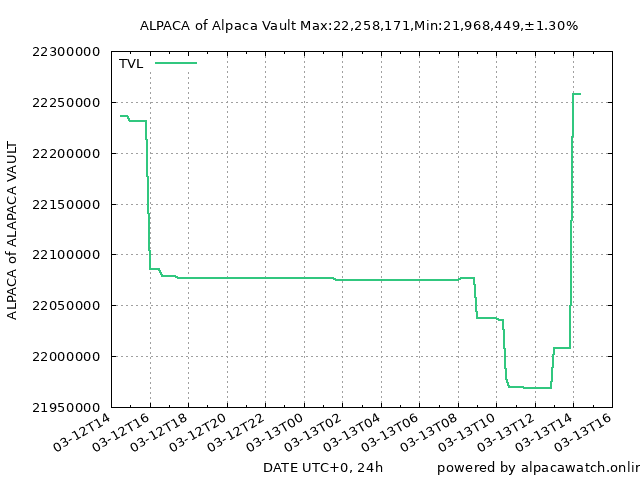 ALPACA of Alpaca Vault Max:22,258,171,Min:21,968,449,±1.30%
TVL
22300000
22250000
22200000
22150000
22100000
22050000
22000000
21950000
ALPACA of ALAPACA VAULT
03-12T14
03-12T16
03-12T18
03-12T20
03-12T22
03-13T00
03-13T02
03-13T04
03-13T06
03-13T08
03-13T10
03-13T12
03-13T14
03-13T16
DATE UTC+0, 24h
powered by alpacawatch.onlin